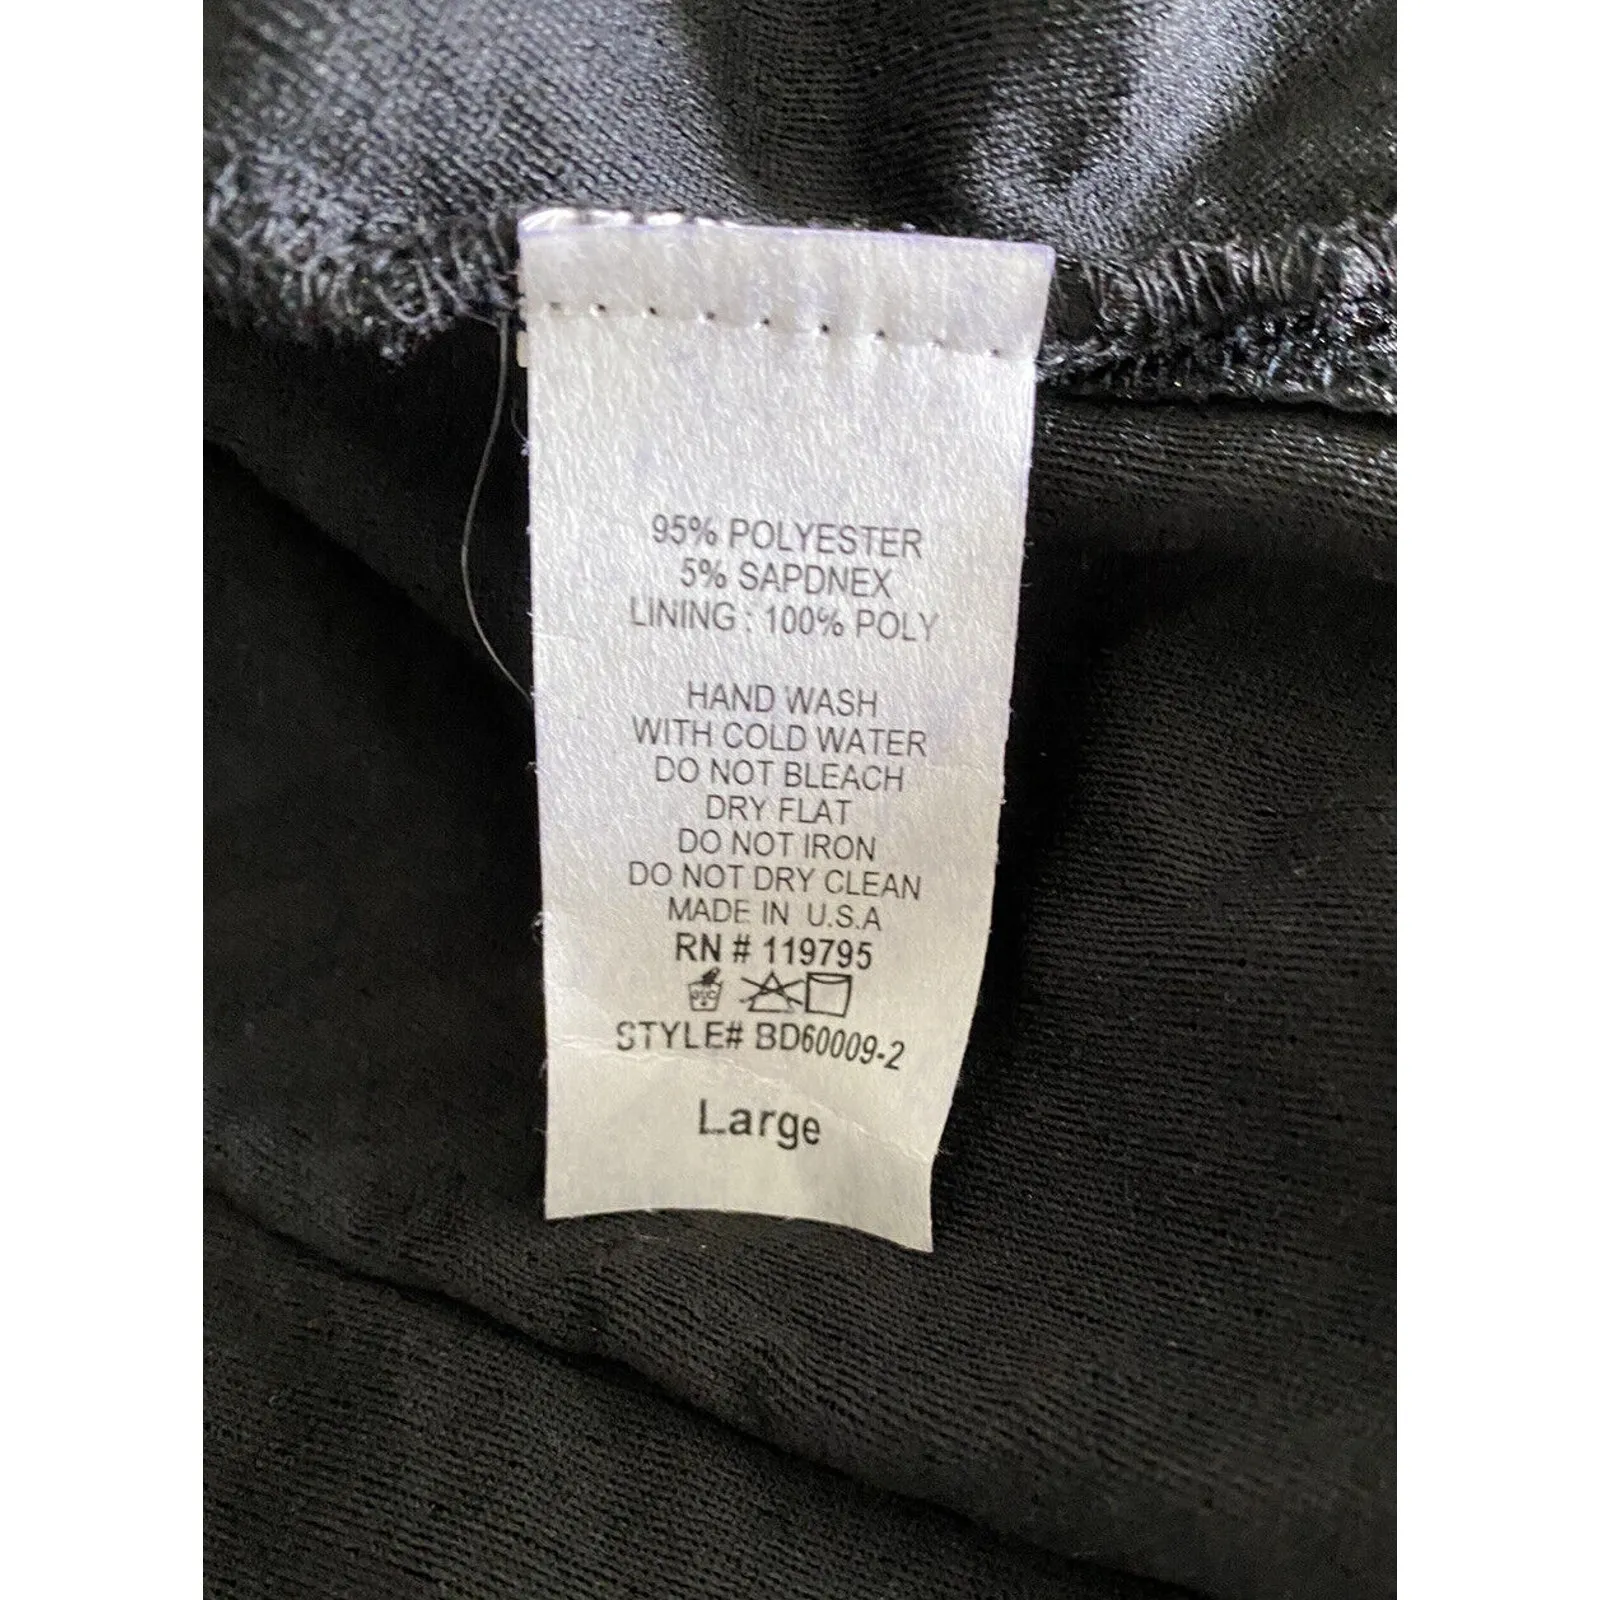 95% POLYESTER
5% SAPDNEX
LINING : 100% POLY
HAND WASH
WITH COLD WATER
DO NOT BLEACH
DRY FLAT
DO NOT IRON
DO NOT DRY CLEAN
MADE IN U.S.A
RN # 119795
STYLE# BD60009-2
Large